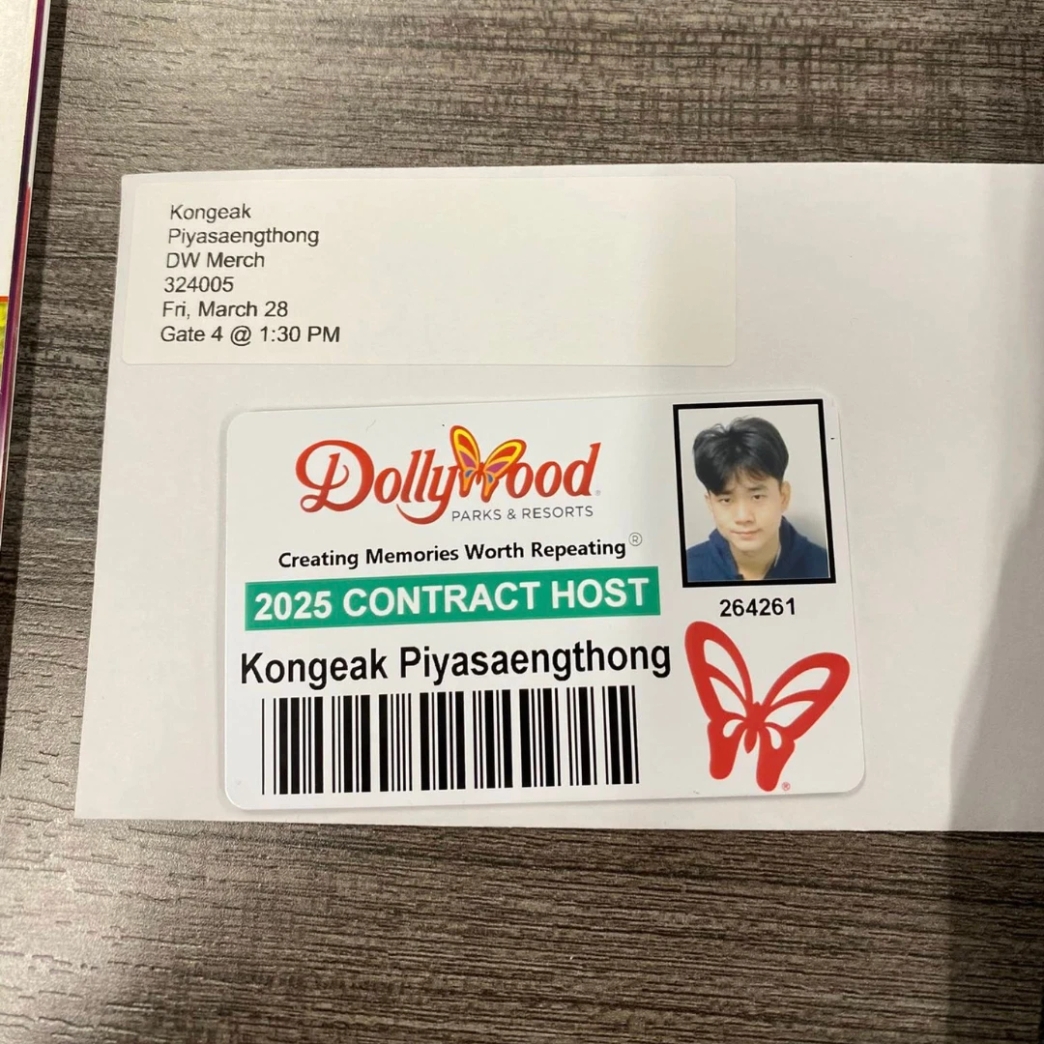 Kongeak
Piyasaengthong
DW Merch
324005
Fri, March 28
Gate 4 @ 1:30 PM
Dollywood
PARKS & RESORTS
Creating Memories Worth Repeating®
2025 CONTRACT HOST
264261
Kongeak Piyasaengthong
®